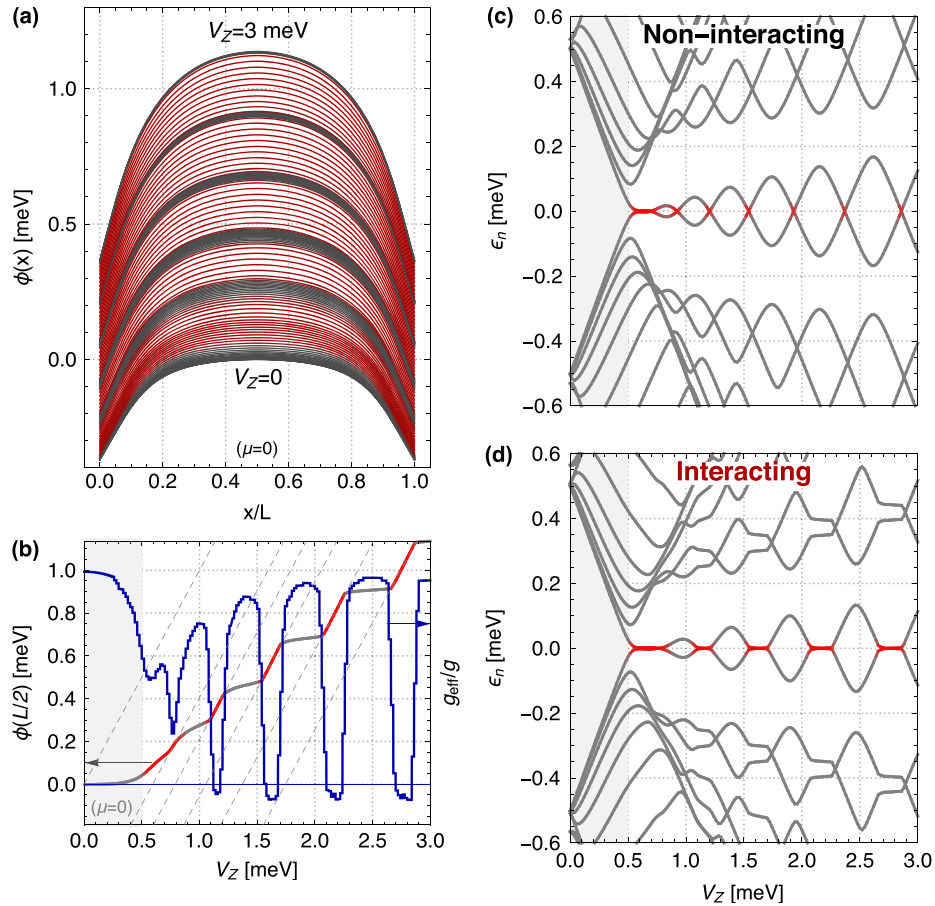 (a)
V_Z=3 meV
V_Z=0
(μ=0)
ϕ(x) [meV]
1.0
0.5
0.0
0.0 0.2 0.4 0.6 0.8 1.0
x/L
(b)
ϕ(L/2) [meV]
1.0
0.8
0.6
0.4
0.2
0.0
(μ=0)
g_eff/g
0.0 0.5 1.0 1.5 2.0 2.5 3.0
V_Z [meV]
(c)
Non−interacting
ϵ_n [meV]
0.6
0.4
0.2
0.0
−0.2
−0.4
−0.6
(d)
Interacting
ϵ_n [meV]
0.6
0.4
0.2
0.0
−0.2
−0.4
−0.6
0.0 0.5 1.0 1.5 2.0 2.5 3.0
V_Z [meV]